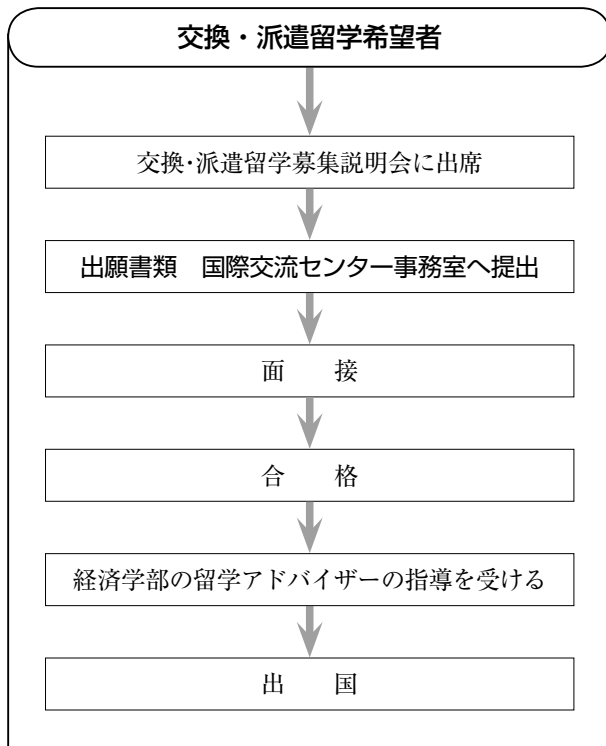 交換・派遣留学希望者
交換・派遣留学募集説明会に出席
出願書類　国際交流センター事務室へ提出
面　　接
合　　格
経済学部の留学アドバイザーの指導を受ける
出　　国